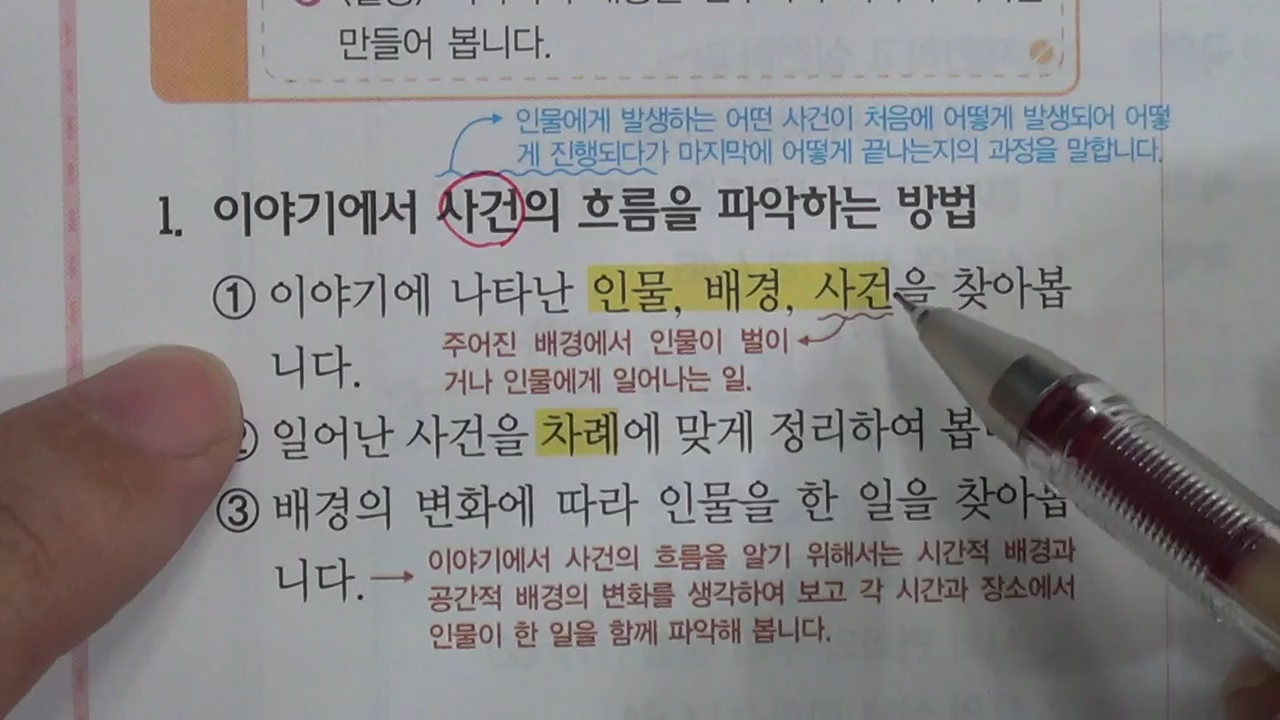 만들어 봅니다.
인물에게 발생하는 어떤 사건이 처음에 어떻게 발생되어 어떻
게 진행되다가 마지막에 어떻게 끝나는지의 과정을 말합니다.
1. 이야기에서 사건의 흐름을 파악하는 방법
① 이야기에 나타난 인물, 배경, 사건을 찾아봅
주어진 배경에서 인물이 벌이
니다.
거나 인물에게 일어나는 일.
② 일어난 사건을 차례에 맞게 정리하여 봅
③ 배경의 변화에 따라 인물을 한 일을 찾아봅
니다.
이야기에서 사건의 흐름을 알기 위해서는 시간적 배경과
공간적 배경의 변화를 생각하여 보고 각 시간과 장소에서
인물이 한 일을 함께 파악해 봅니다.